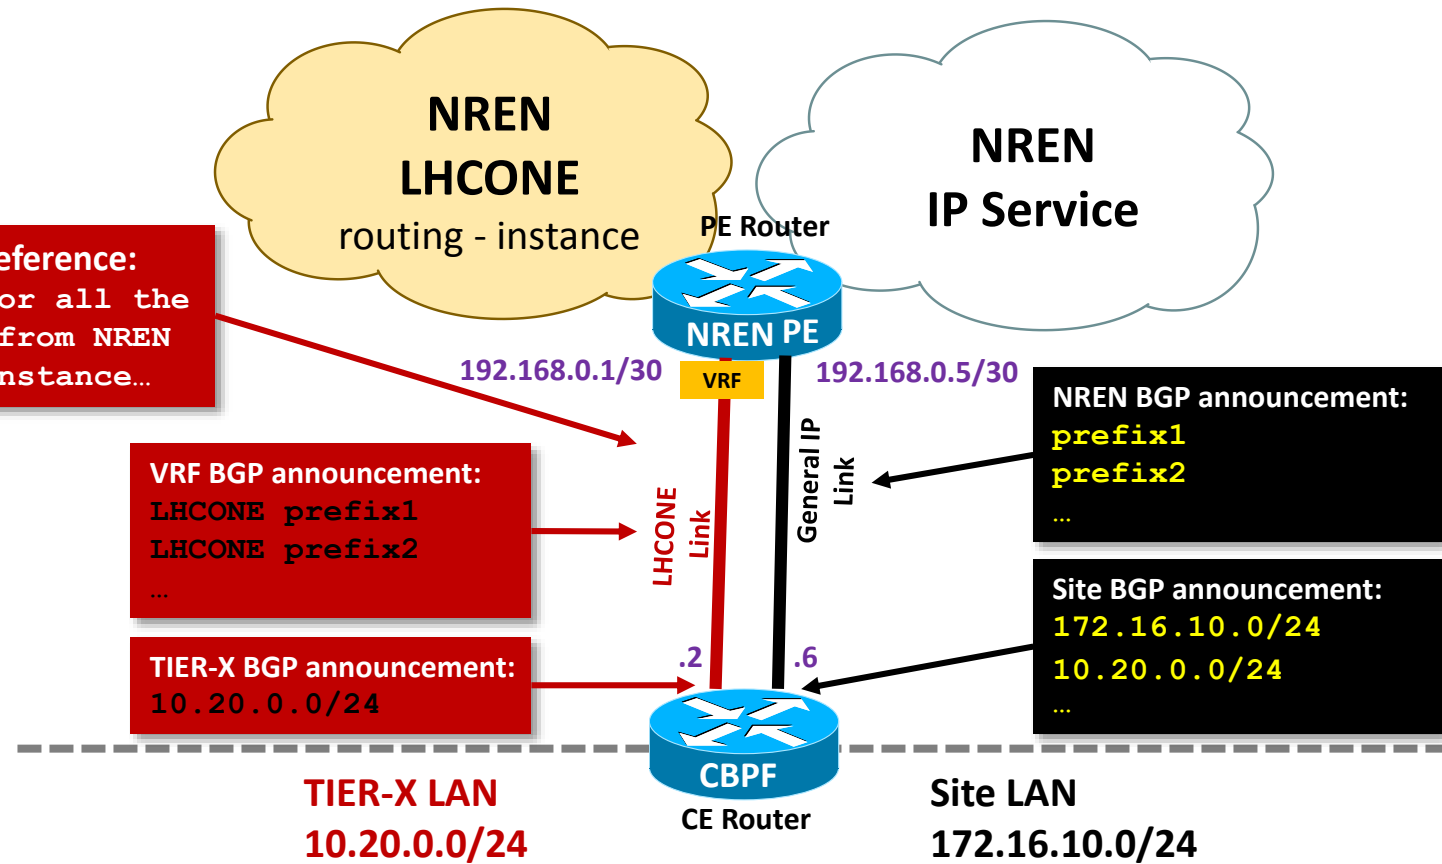 NREN
LHCONE
routing - instance
NREN
IP Service
PE Router
NREN PE
192.168.0.1/30
VRF
192.168.0.5/30
eference:
or all the
from NREN
nstance…
VRF BGP announcement:
LHCONE prefix1
LHCONE prefix2
…
LHCONE
Link
General IP
Link
NREN BGP announcement:
prefix1
prefix2
…
TIER-X BGP announcement:
10.20.0.0/24
.2
.6
Site BGP announcement:
172.16.10.0/24
10.20.0.0/24
…
CBPF
CE Router
TIER-X LAN
10.20.0.0/24
Site LAN
172.16.10.0/24